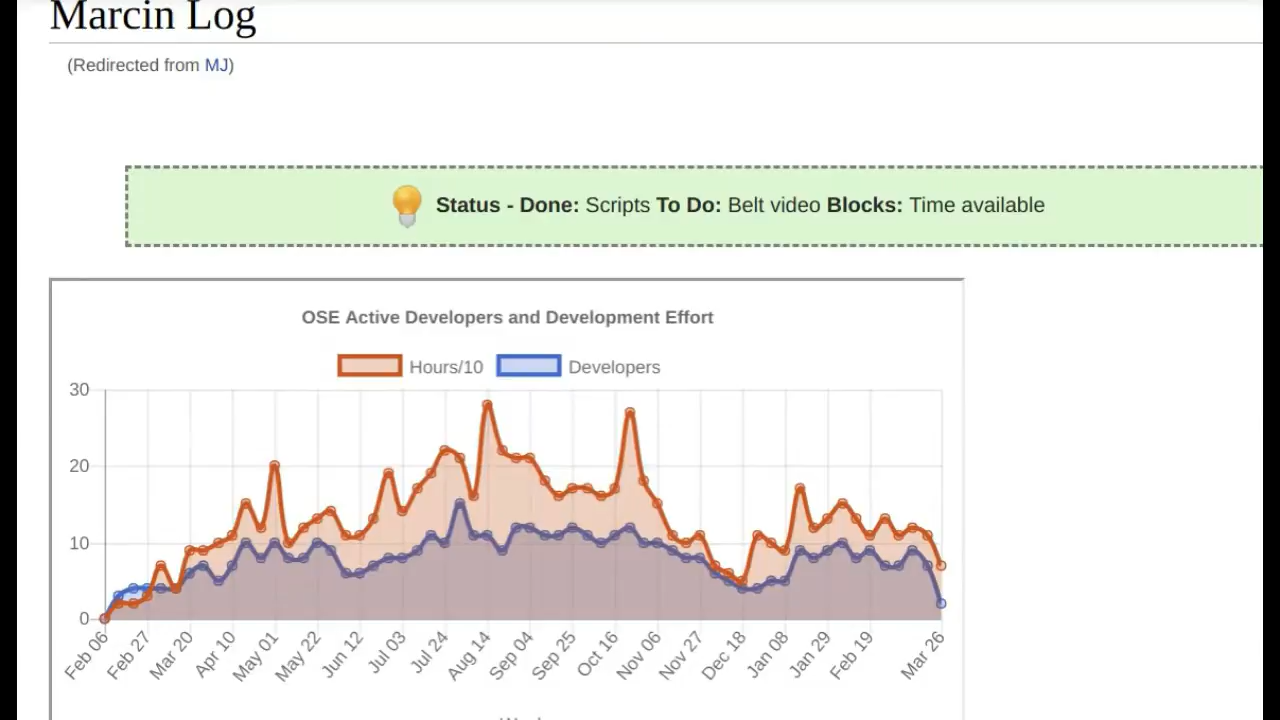 Marcin Log
(Redirected from MJ)
Status - Done: Scripts To Do: Belt video Blocks: Time available
OSE Active Developers and Development Effort
Hours/10 Developers
30
20
10
0
Feb 06 Feb 27 Mar 20 Apr 10 May 01 May 22 Jun 12 Jul 03 Jul 24 Aug 14 Sep 04 Sep 25 Oct 16 Nov 06 Nov 27 Dec 18 Jan 08 Jan 29 Feb 19 Mar 26